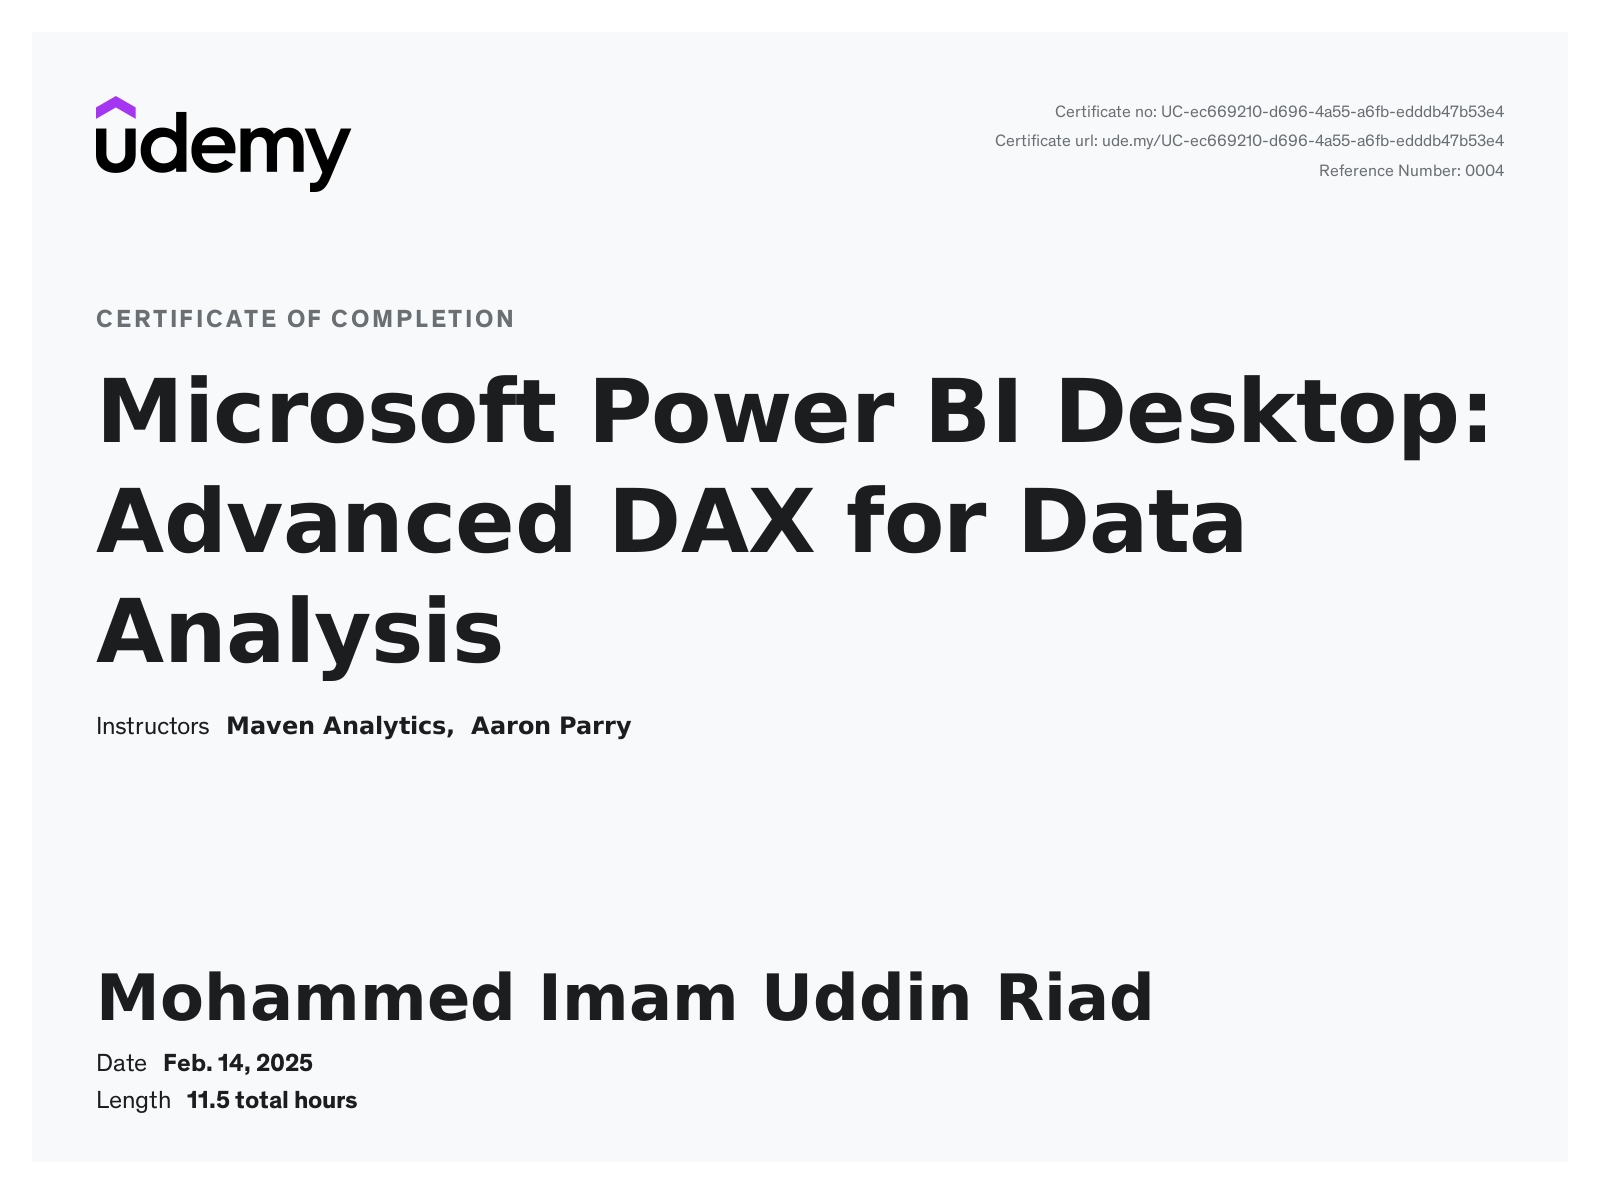 udemy
Certificate no: UC-ec669210-d696-4a55-a6fb-edddb47b53e4
Certificate url: ude.my/UC-ec669210-d696-4a55-a6fb-edddb47b53e4
Reference Number: 0004
CERTIFICATE OF COMPLETION
Microsoft Power BI Desktop:
Advanced DAX for Data
Analysis
Instructors Maven Analytics, Aaron Parry
Mohammed Imam Uddin Riad
Date Feb. 14, 2025
Length 11.5 total hours